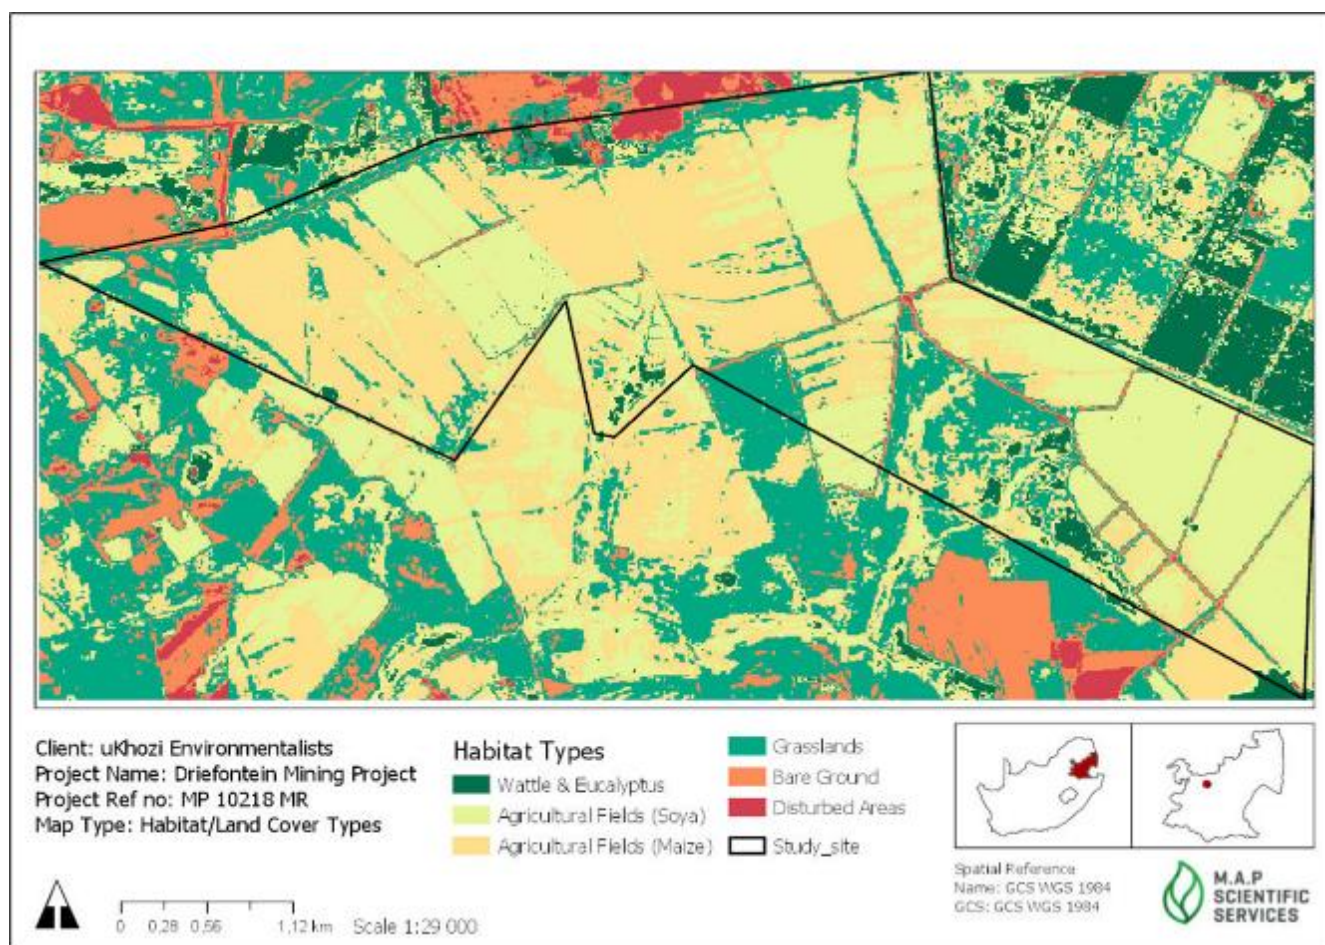 Client: uKhozi Environmentalists
Project Name: Driefontein Mining Project
Project Ref no: MP 10218 MR
Map Type: Habitat/Land Cover Types
Habitat Types
Wattle & Eucalyptus
Agricultural Fields (Soya)
Agricultural Fields (Maize)
Grasslands
Bare Ground
Disturbed Areas
Study_site
0 0,28 0,56 1,12 km
Scale 1:29 000
Spatial Reference
Name: GCS WGS 1984
GCS: GCS WGS 1984
M.A.P
SCIENTIFIC
SERVICES